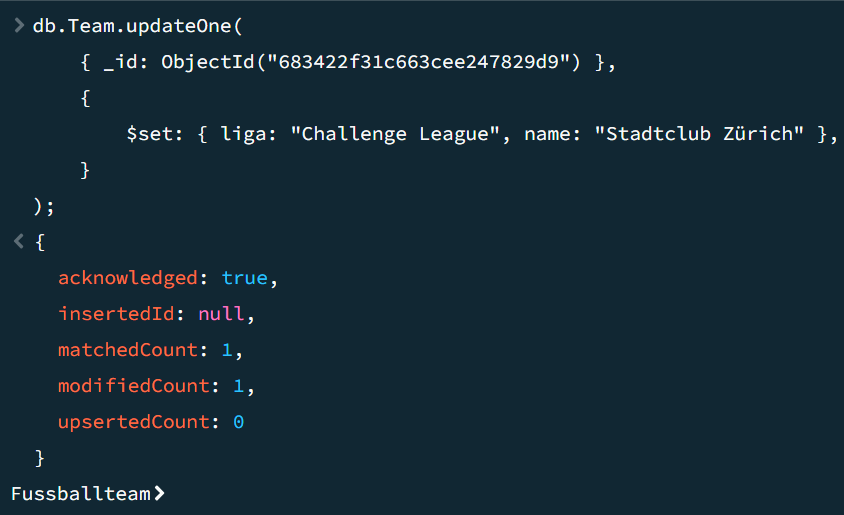 > db.Team.updateOne(
{ _id: ObjectId("683422f31c663cee247829d9") },
{
$set: { liga: "Challenge League", name: "Stadtclub Zürich" },
}
);
< {
acknowledged: true,
insertedId: null,
matchedCount: 1,
modifiedCount: 1,
upsertedCount: 0
}
Fussballteam>